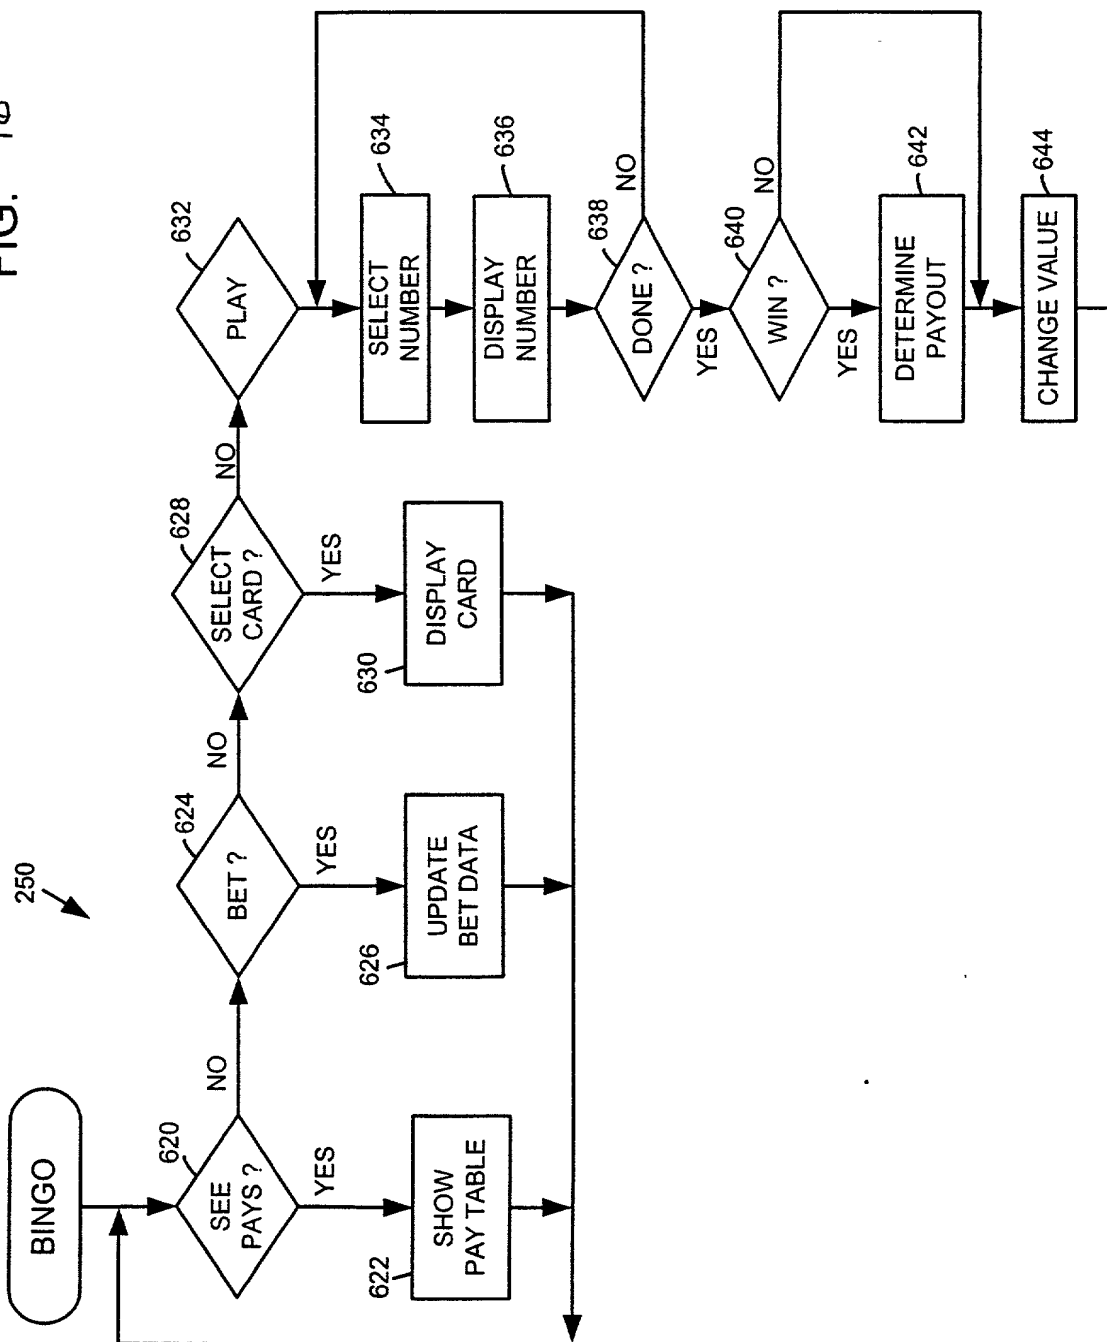 FIG.
250
BINGO
620
SEE
PAYS ?
NO
YES
622
SHOW
PAY TABLE
624
BET ?
NO
YES
626
UPDATE
BET DATA
628
SELECT
CARD ?
NO
YES
630
DISPLAY
CARD
632
PLAY
634
SELECT
NUMBER
636
DISPLAY
NUMBER
638
DONE ?
NO
YES
640
WIN ?
NO
YES
642
DETERMINE
PAYOUT
644
CHANGE VALUE